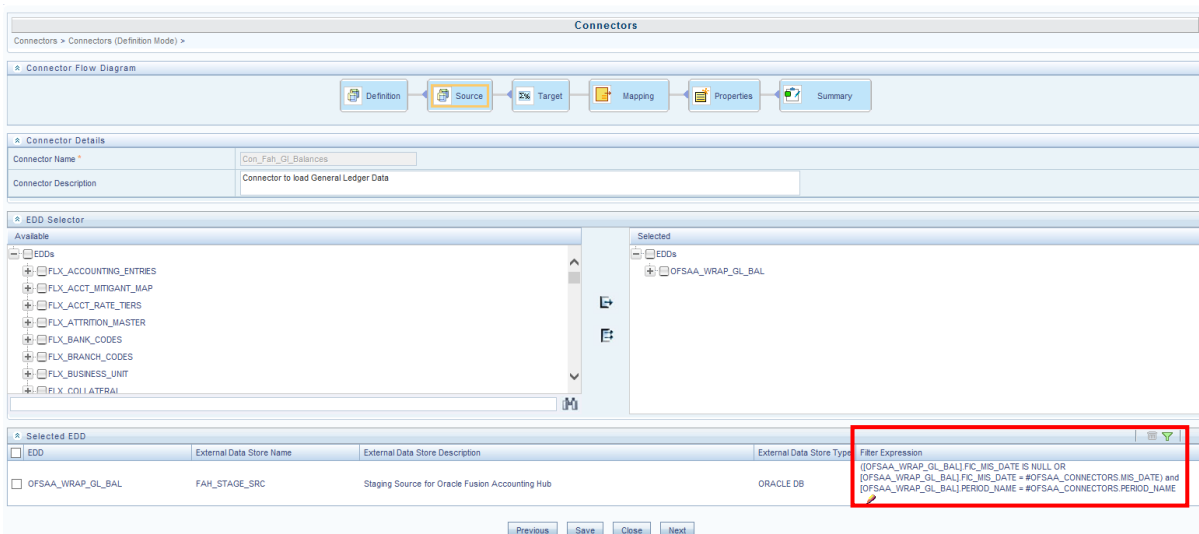 Connectors
Connectors > Connectors (Definition Mode) >
Connector Flow Diagram
Definition Source Target Mapping Properties Summary
Connector Details
Connector Name * Con_Fah_Gl_Balances
Connector Description Connector to load General Ledger Data
EDD Selector
Available Selected
EDDs EDDs
FLX_ACCOUNTING_ENTRIES OFSAA_WRAP_GL_BAL
FLX_ACCT_MITIGANT_MAP
FLX_ACCT_RATE_TIERS
FLX_ATTRITION_MASTER
FLX_BANK_CODES
FLX_BRANCH_CODES
FLX_BUSINESS_UNIT
FLX_COLLATERAL
Selected EDD
EDD External Data Store Name External Data Store Description External Data Store Type Filter Expression
([OFSAA_WRAP_GL_BAL].FIC_MIS_DATE IS NULL OR
OFSAA_WRAP_GL_BAL FAH_STAGE_SRC Staging Source for Oracle Fusion Accounting Hub ORACLE DB [OFSAA_WRAP_GL_BAL].FIC_MIS_DATE = #OFSAA_CONNECTORS.MIS_DATE) and
[OFSAA_WRAP_GL_BAL].PERIOD_NAME = #OFSAA_CONNECTORS.PERIOD_NAME
Previous Save Close Next